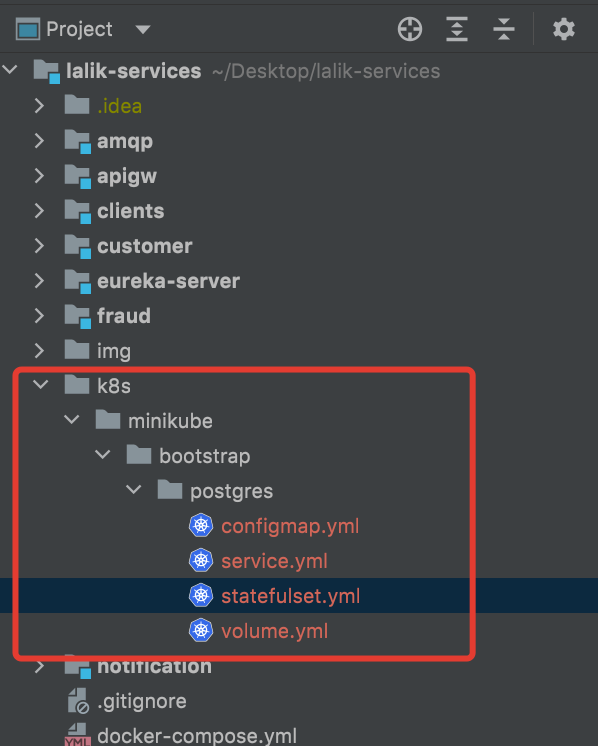 Project
lalik-services ~/Desktop/lalik-services
.idea
amqp
apigw
clients
customer
eureka-server
fraud
img
k8s
minikube
bootstrap
postgres
configmap.yml
service.yml
statefulset.yml
volume.yml
notification
.gitignore
YML docker-compose.yml